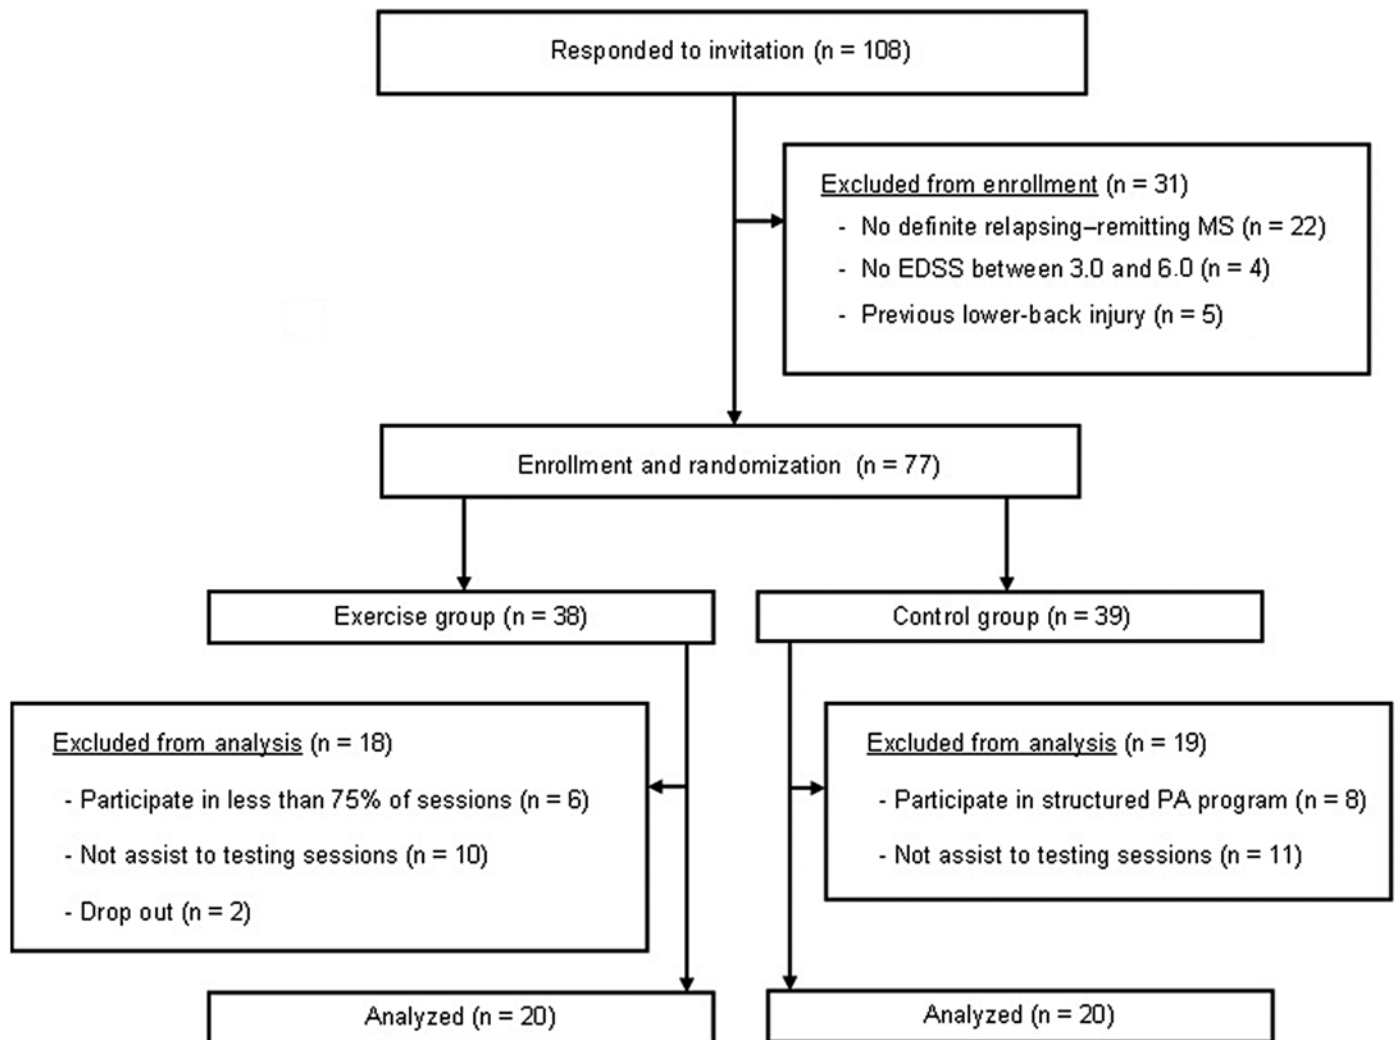 Responded to invitation (n = 108)
Excluded from enrollment (n = 31)
- No definite relapsing–remitting MS (n = 22)
- No EDSS between 3.0 and 6.0 (n = 4)
- Previous lower-back injury (n = 5)
Enrollment and randomization (n = 77)
Exercise group (n = 38)
Control group (n = 39)
Excluded from analysis (n = 18)
- Participate in less than 75% of sessions (n = 6)
- Not assist to testing sessions (n = 10)
- Drop out (n = 2)
Excluded from analysis (n = 19)
- Participate in structured PA program (n = 8)
- Not assist to testing sessions (n = 11)
Analyzed (n = 20)
Analyzed (n = 20)